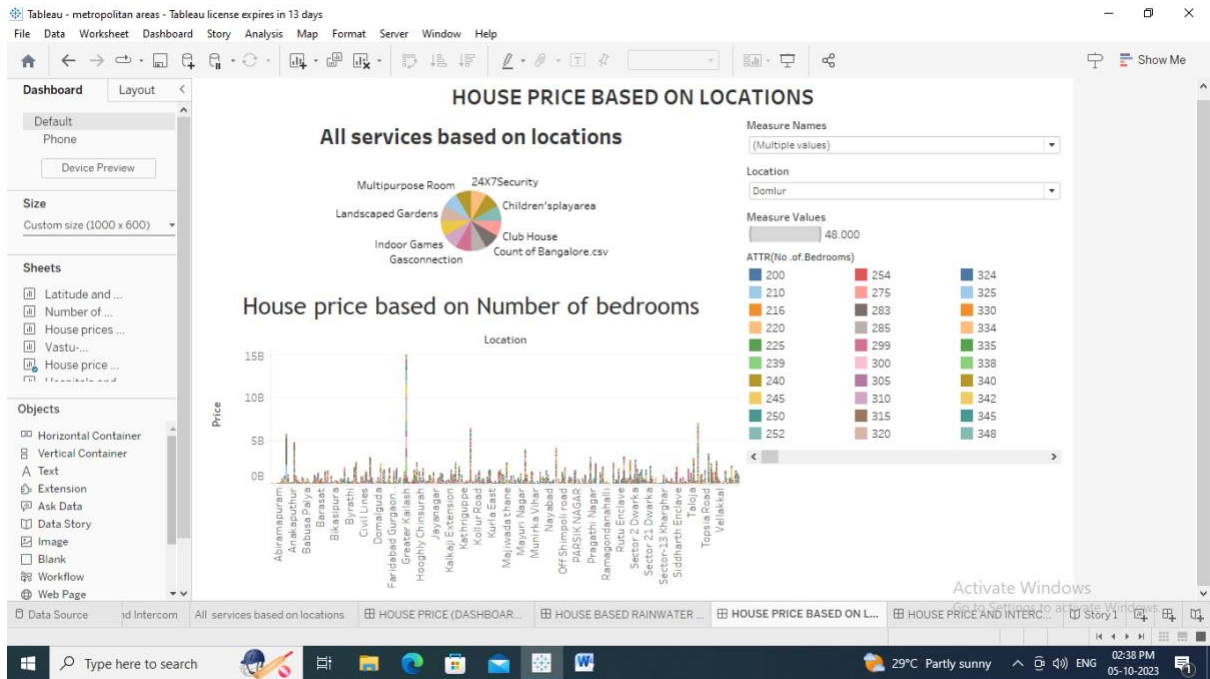 Tableau - metropolitan areas - Tableau license expires in 13 days
File Data Worksheet Dashboard Story Analysis Map Format Server Window Help
Show Me
Dashboard Layout
Default
Phone
Device Preview
Size
Custom size (1000 x 600)
Sheets
Latitude and ...
Number of ...
House prices ...
Vastu-...
House price ...
Objects
Horizontal Container
Vertical Container
A Text
Extension
Ask Data
Data Story
Image
Blank
Workflow
Web Page
HOUSE PRICE BASED ON LOCATIONS
All services based on locations
24X7Security
Multipurpose Room
Children'splayarea
Landscaped Gardens
Club House
Indoor Games
Count of Bangalore.csv
Gasconnection
House price based on Number of bedrooms
Location
Price
15B
10B
5B
0B
Abiramapuram
Anakaputhur
Babusa Palya
Barasat
Bikasipura
Byrathi
Civil Lines
Domalguda
Faridabad Gurgaon..
Greater Kailash
Hooghly Chinsurah
Jayanagar
Kalkaji Extension
Kathriguppe
Kollur Road
Kurla East
Majiwada thane
Mayuri Nagar
Munirka Vihar
Nayabad
Off Shimpoli road
PARSIK NAGAR
Pragathi Nagar
Ramagondanahalli
Rutu Enclave
Sector 2 Dwarka
Sector 21 Dwarka
Sector-13 Kharghar
Siddharth Enclave
Taloja
Topsia Road
Vellakkal
Measure Names
(Multiple values)
Location
Domlur
Measure Values
48.000
ATTR(No .of.Bedrooms)
200 254 324
210 275 325
216 283 330
220 285 334
225 299 335
239 300 338
240 305 340
245 310 342
250 315 345
252 320 348
Activate Windows
Go to Settings to activate Windows.
Data Source nd Intercom All services based on locations HOUSE PRICE (DASHBOAR... HOUSE BASED RAINWATER ... HOUSE PRICE BASED ON L... HOUSE PRICE AND INTERC... Story 1
Type here to search
29°C Partly sunny ENG
02:38 PM
05-10-2023